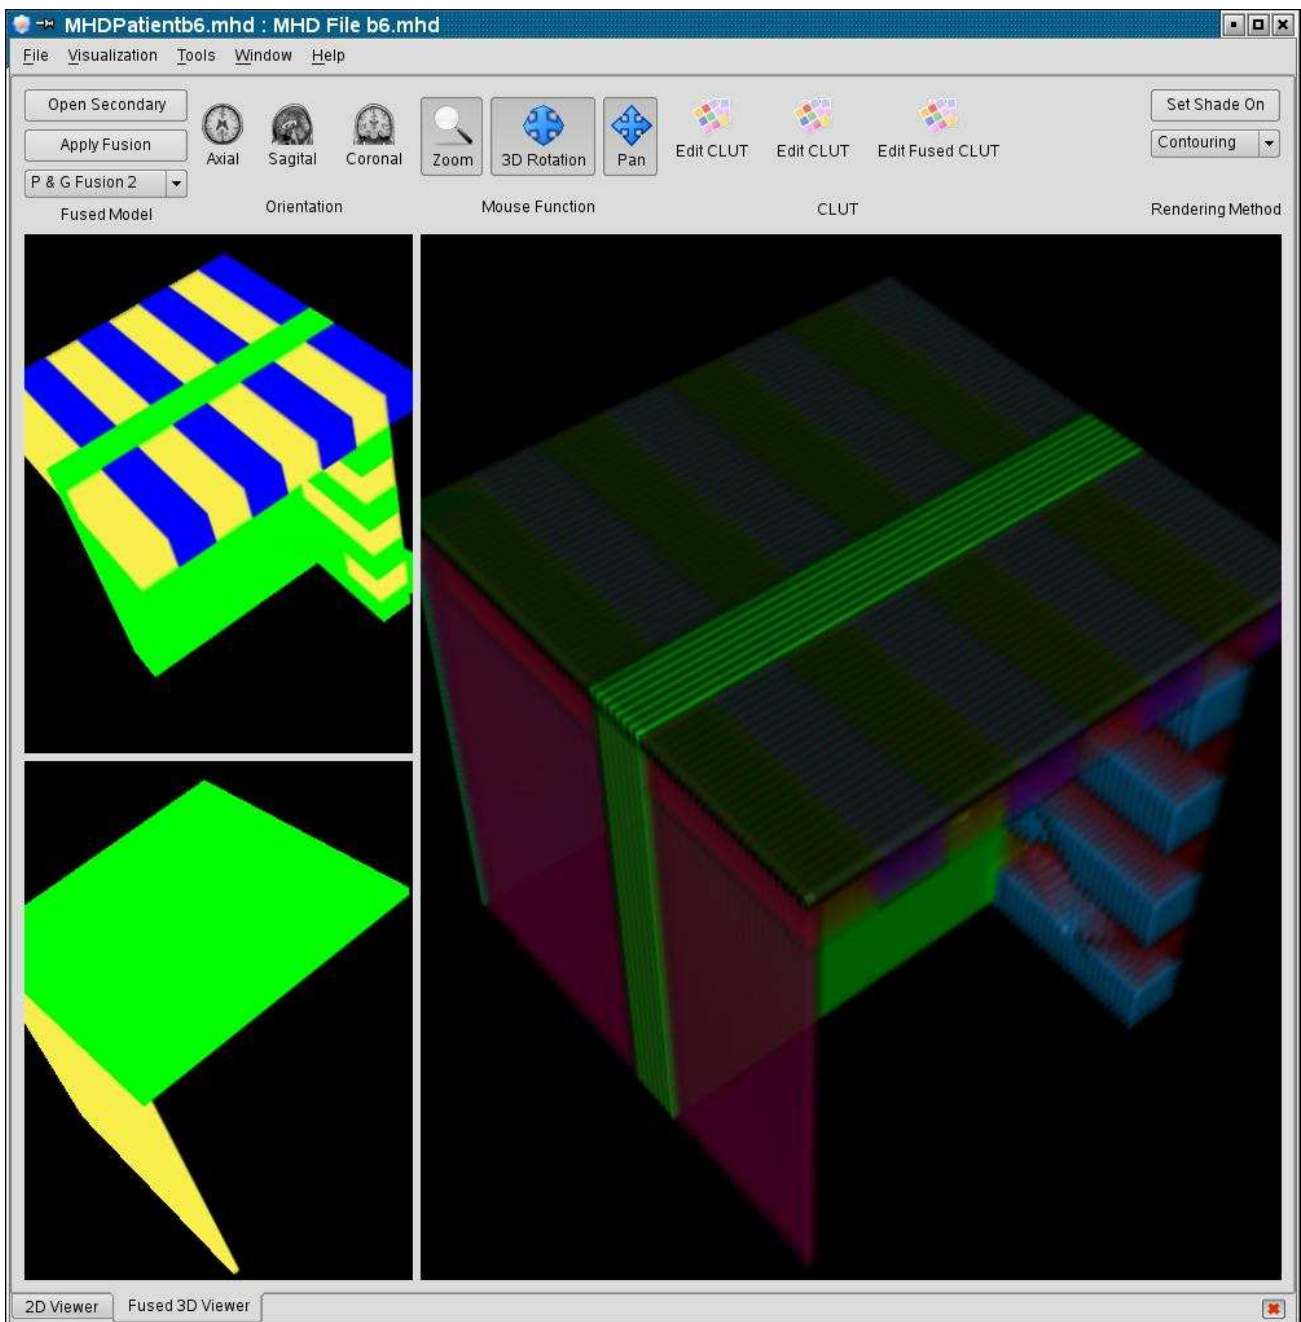 MHDPatientb6.mhd : MHD File b6.mhd
File Visualization Tools Window Help
Open Secondary
Apply Fusion
P & G Fusion 2
Fused Model
Axial Sagital Coronal
Orientation
Zoom 3D Rotation Pan
Mouse Function
Edit CLUT Edit CLUT Edit Fused CLUT
CLUT
Set Shade On
Contouring
Rendering Method
2D Viewer Fused 3D Viewer